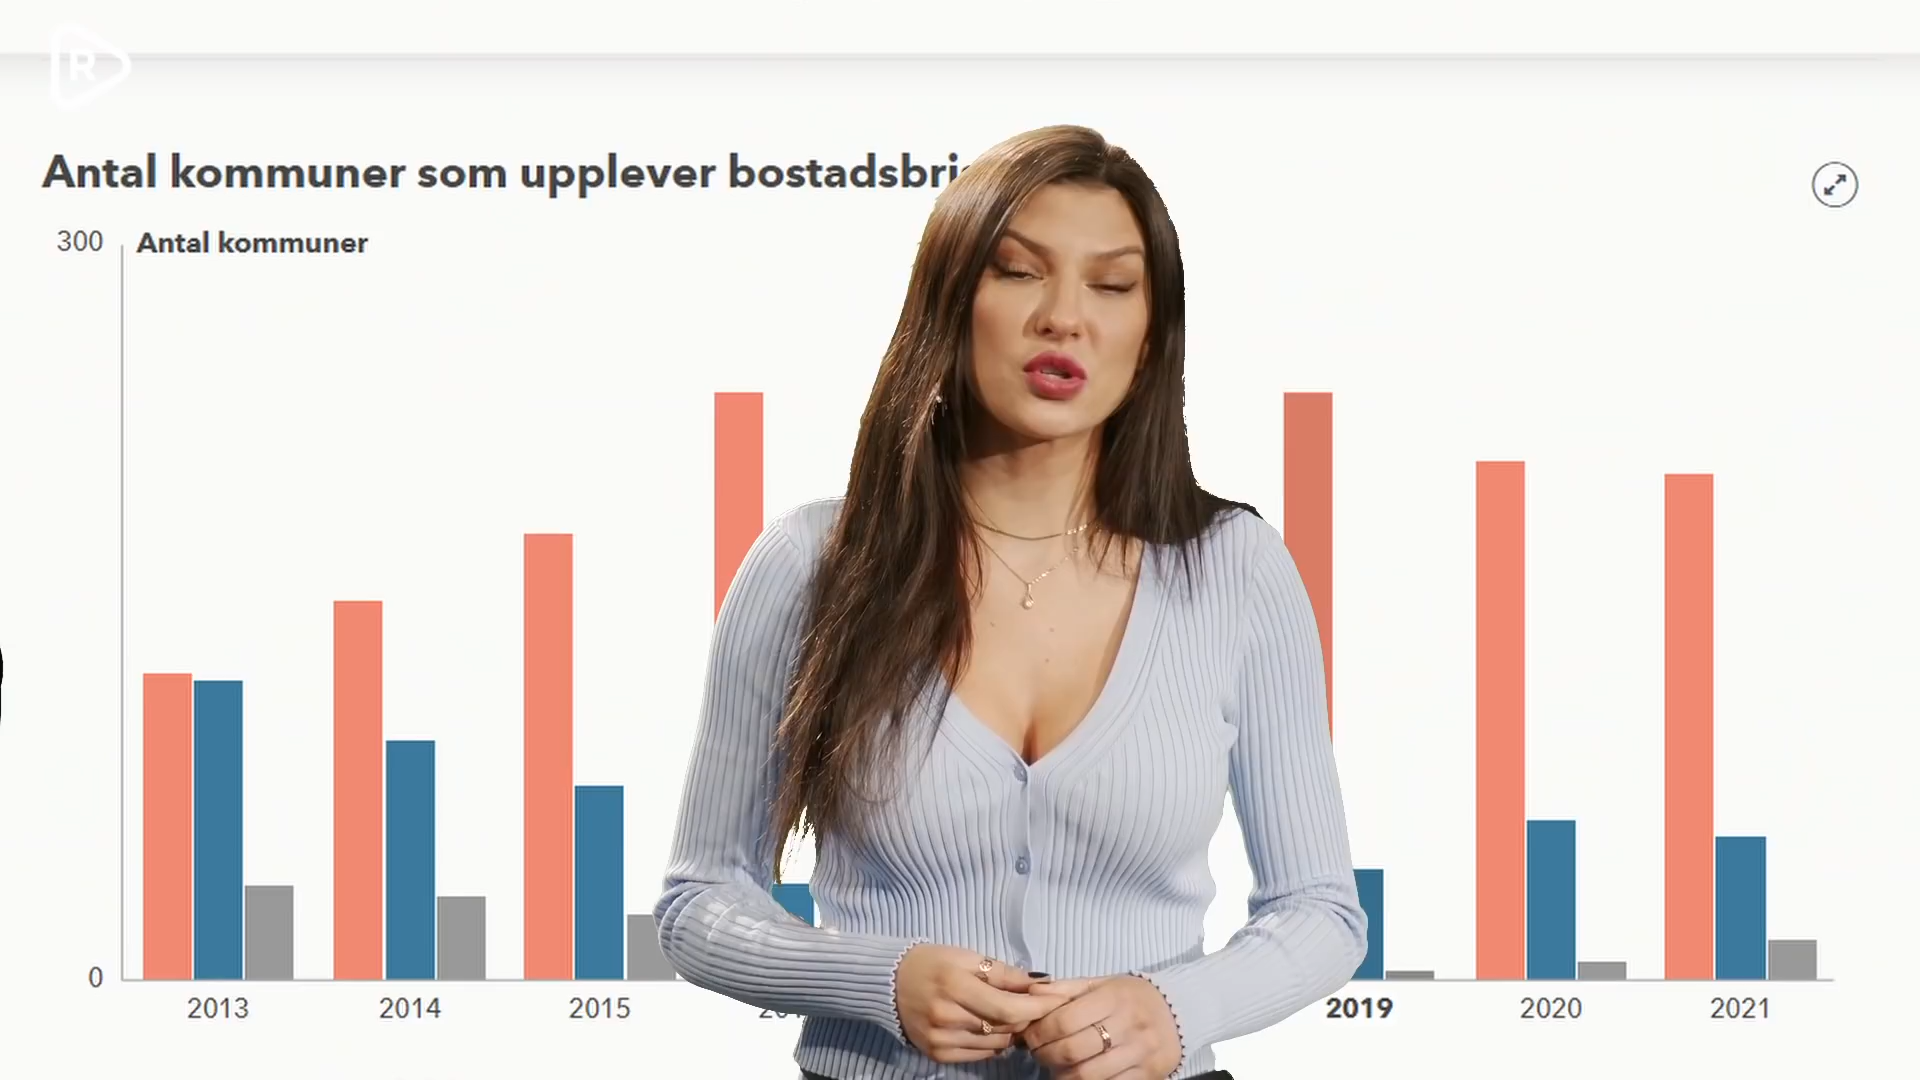 R
Antal kommuner som upplever bostadsbri
300
Antal kommuner
0
2013 2014 2015 2019 2020 2021